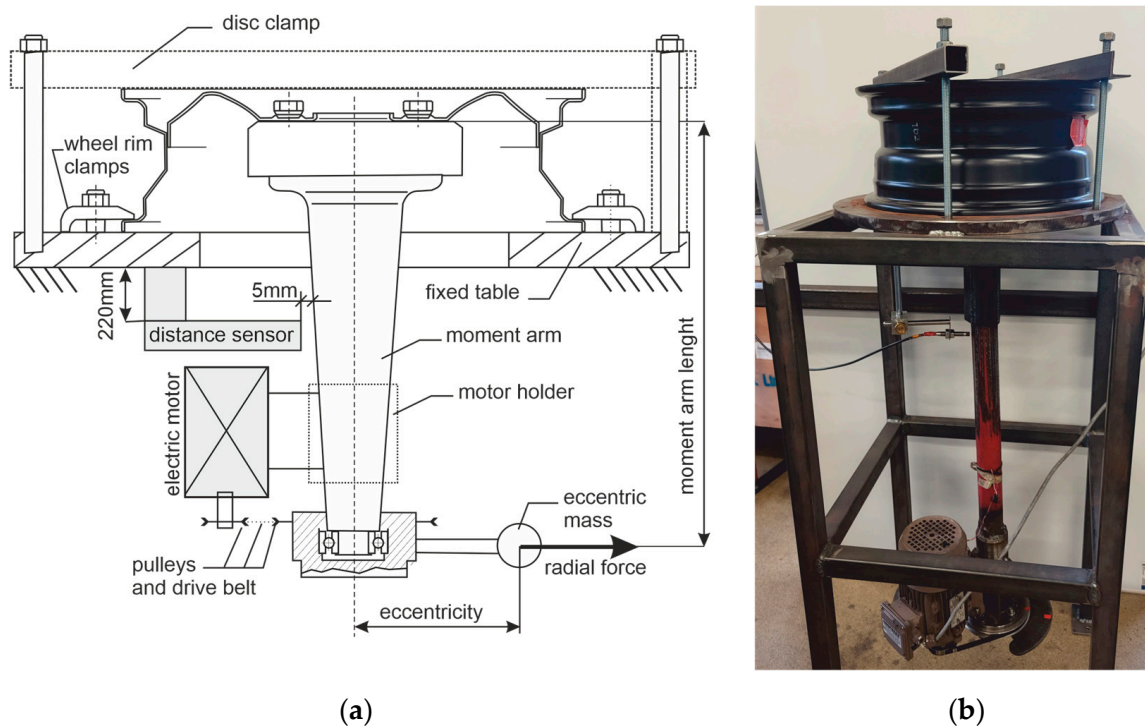 disc clamp
wheel rim
clamps
220mm
5mm
distance sensor
fixed table
moment arm
motor holder
electric motor
moment arm lenght
eccentric
mass
radial force
pulleys
and drive belt
eccentricity
(a)
(b)